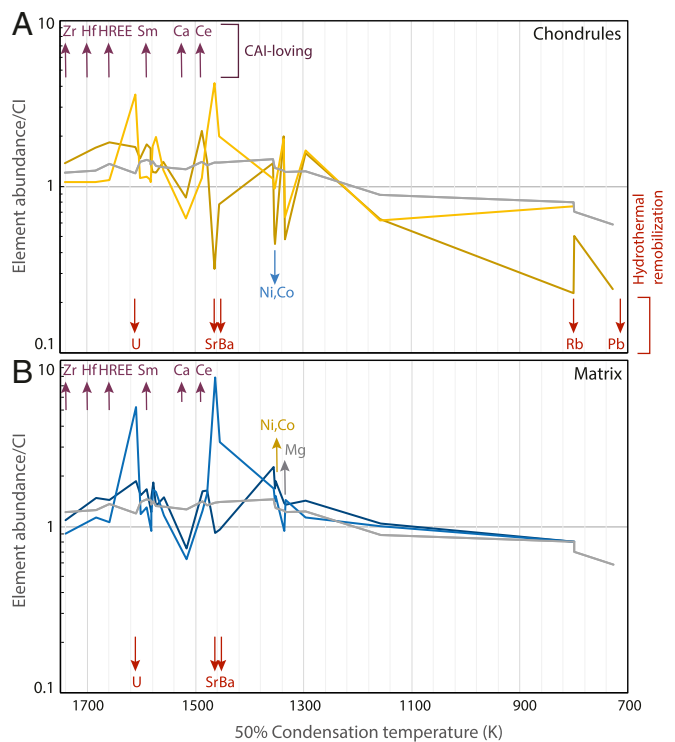 A
10
Zr Hf HREE Sm Ca Ce
CAI-loving
Chondrules
Element abundance/CI
1
Ni,Co
Hydrothermal
remobilization
U SrBa Rb Pb
0.1
B
10
Zr Hf HREE Sm Ca Ce
Matrix
Ni,Co
Mg
Element abundance/CI
1
U SrBa
0.1
1700 1500 1300 1100 900 700
50% Condensation temperature (K)